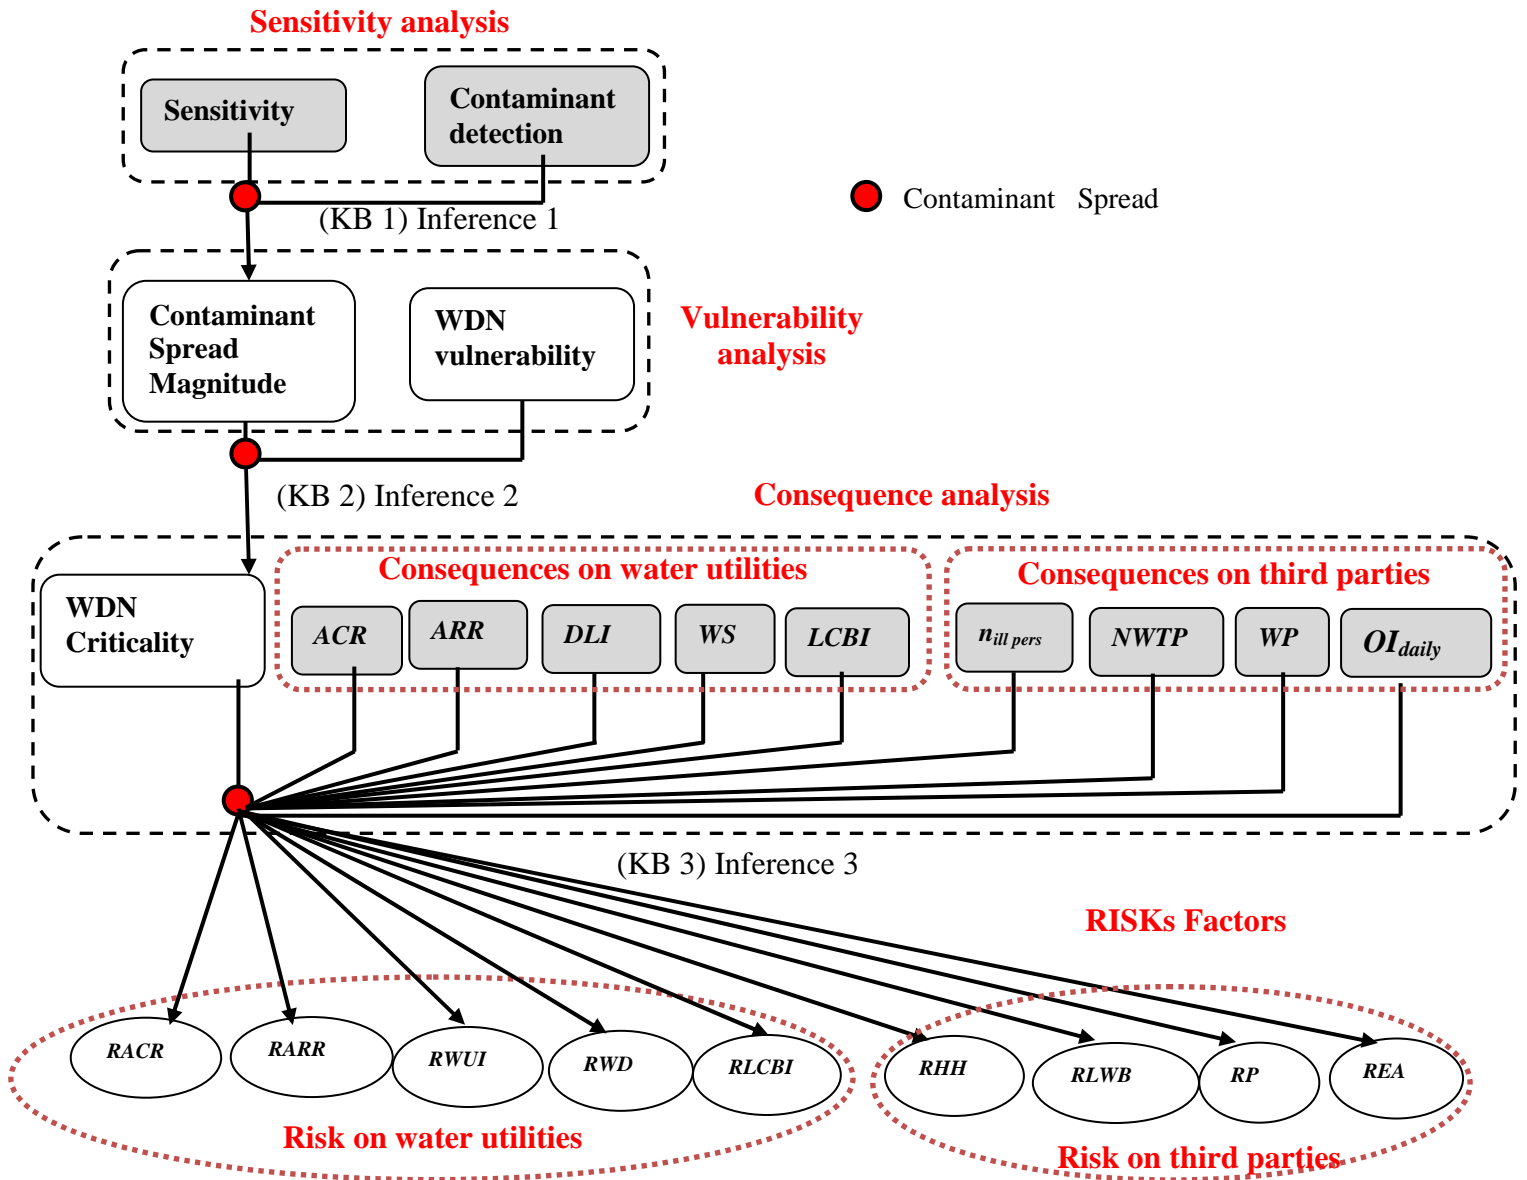 Sensitivity analysis
Sensitivity
Contaminant
detection
Contaminant Spread
(KB 1) Inference 1
Contaminant
Spread
Magnitude
WDN
vulnerability
Vulnerability
analysis
(KB 2) Inference 2
Consequence analysis
WDN
Criticality
Consequences on water utilities
ACR
ARR
DLI
WS
LCBI
Consequences on third parties
nill pers
NWTP
WP
OIdaily
(KB 3) Inference 3
RISKs Factors
RACR
RARR
RWUI
RWD
RLCBI
RHH
RLWB
RP
REA
Risk on water utilities
Risk on third parties